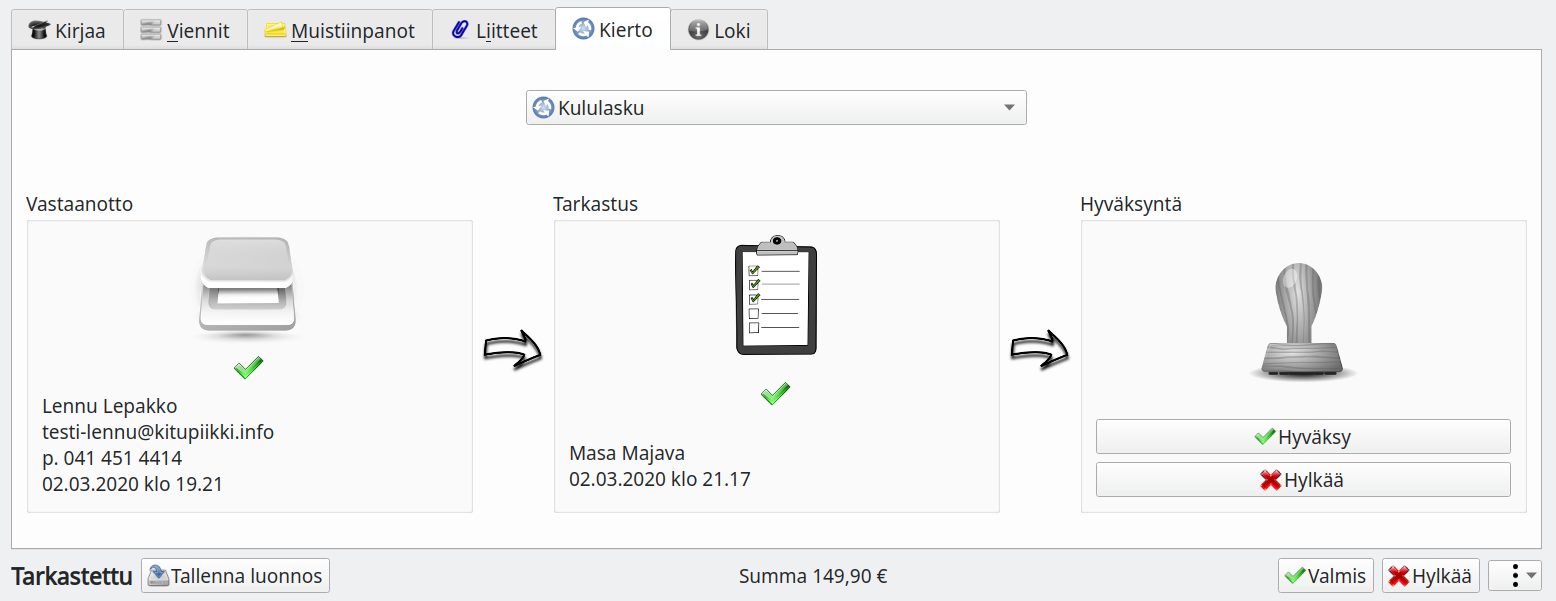 Kirjaa
Viennit
Muistiinpanot
Liitteet
Kierto
Loki
Kululasku
Vastaanotto
Lennu Lepakko
testi-lennu@kitupiikki.info
p. 041 451 4414
02.03.2020 klo 19.21
Tarkastus
Masa Majava
02.03.2020 klo 21.17
Hyväksyntä
Hyväksy
Hylkää
Tarkastettu
Tallenna luonnos
Summa 149,90 €
Valmis
Hylkää